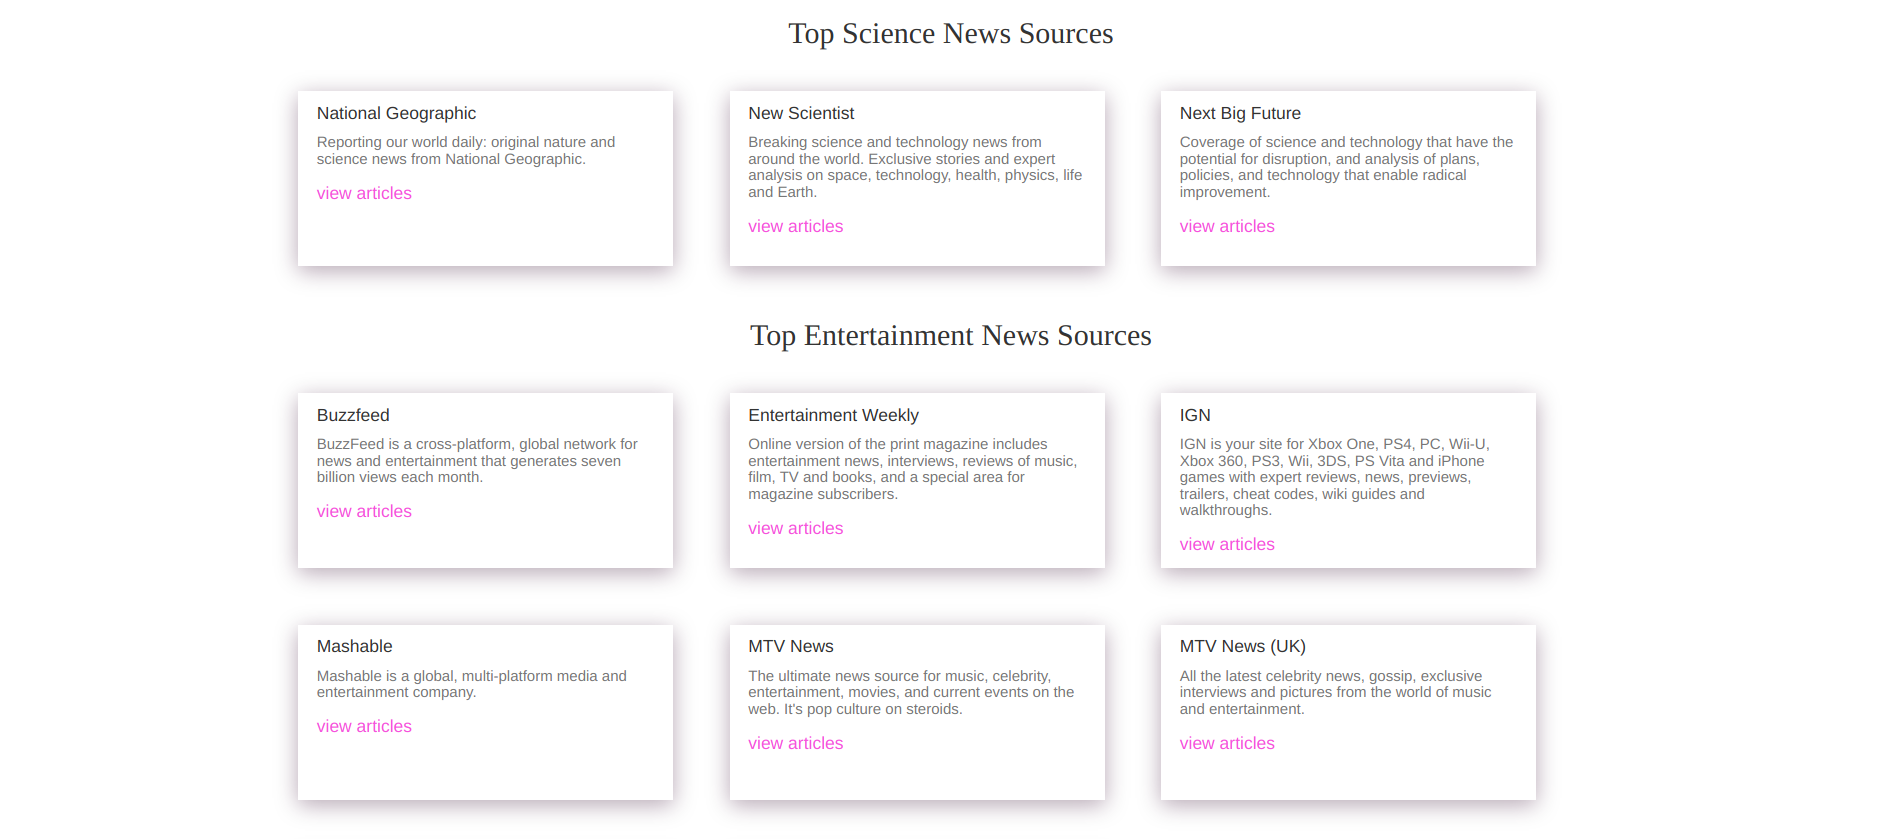 Top Science News Sources
National Geographic
Reporting our world daily: original nature and
science news from National Geographic.
view articles
New Scientist
Breaking science and technology news from
around the world. Exclusive stories and expert
analysis on space, technology, health, physics, life
and Earth.
view articles
Next Big Future
Coverage of science and technology that have the
potential for disruption, and analysis of plans,
policies, and technology that enable radical
improvement.
view articles
Top Entertainment News Sources
Buzzfeed
BuzzFeed is a cross-platform, global network for
news and entertainment that generates seven
billion views each month.
view articles
Entertainment Weekly
Online version of the print magazine includes
entertainment news, interviews, reviews of music,
film, TV and books, and a special area for
magazine subscribers.
view articles
IGN
IGN is your site for Xbox One, PS4, PC, Wii-U,
Xbox 360, PS3, Wii, 3DS, PS Vita and iPhone
games with expert reviews, news, previews,
trailers, cheat codes, wiki guides and
walkthroughs.
view articles
Mashable
Mashable is a global, multi-platform media and
entertainment company.
view articles
MTV News
The ultimate news source for music, celebrity,
entertainment, movies, and current events on the
web. It's pop culture on steroids.
view articles
MTV News (UK)
All the latest celebrity news, gossip, exclusive
interviews and pictures from the world of music
and entertainment.
view articles